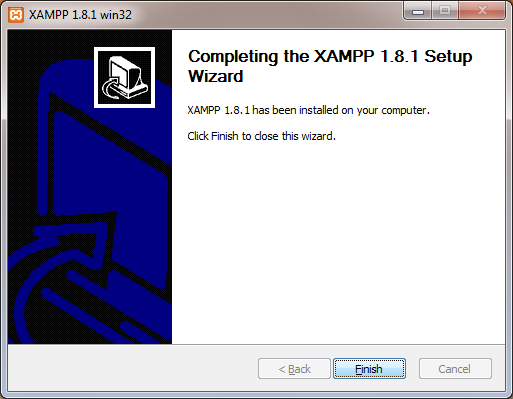 XAMPP 1.8.1 win32
Completing the XAMPP 1.8.1 Setup
Wizard
XAMPP 1.8.1 has been installed on your computer.
Click Finish to close this wizard.
< Back
Finish
Cancel